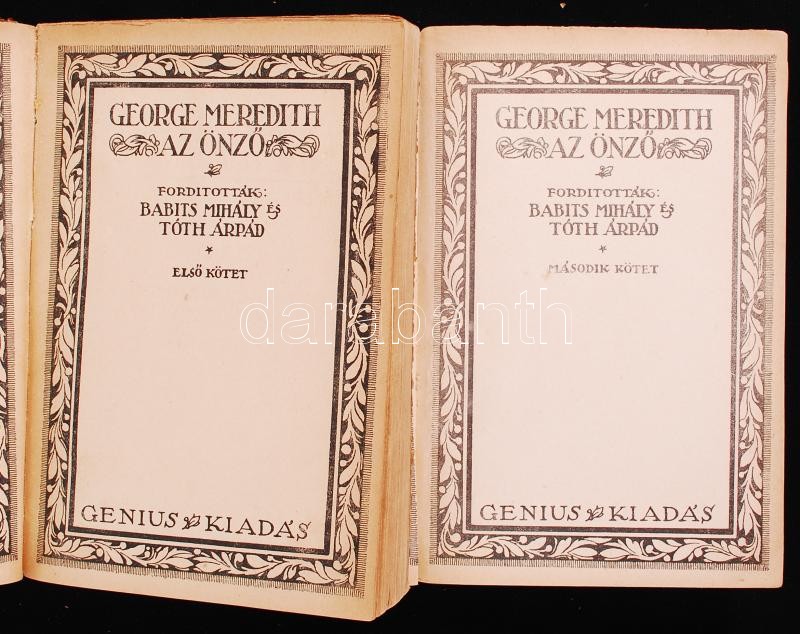 GEORGE MEREDITH
AZ ÖNZŐ
FORDITOTTÁK:
BABITS MIHÁLY ÉS
TÓTH ÁRPÁD
ELSŐ KÖTET
GENIUS KIADÁS
GEORGE MEREDITH
AZ ÖNZŐ
FORDITOTTÁK:
BABITS MIHÁLY ÉS
TÓTH ÁRPÁD
MÁSODIK KÖTET
GENIUS KIADÁS
darabanth